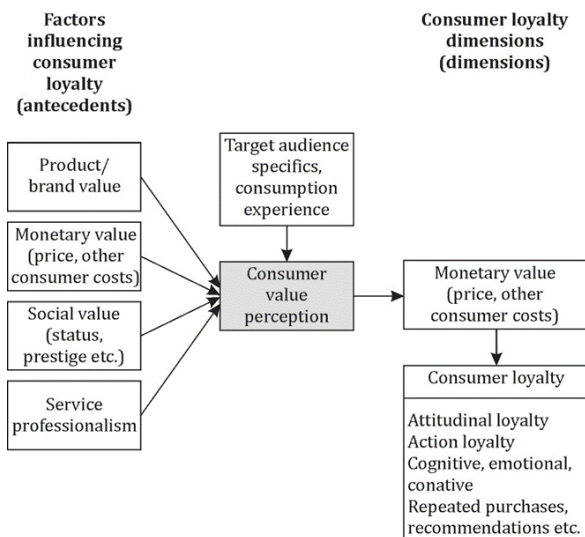 Factors
influencing
consumer
loyalty
(antecedents)
Consumer loyalty
dimensions
(dimensions)
Product/
brand value
Monetary value
(price, other
consumer costs)
Social value
(status,
prestige etc.)
Service
professionalism
Target audience
specifics,
consumption
experience
Consumer
value
perception
Monetary value
(price, other
consumer costs)
Consumer loyalty
Attitudinal loyalty
Action loyalty
Cognitive, emotional,
conative
Repeated purchases,
recommendations etc.